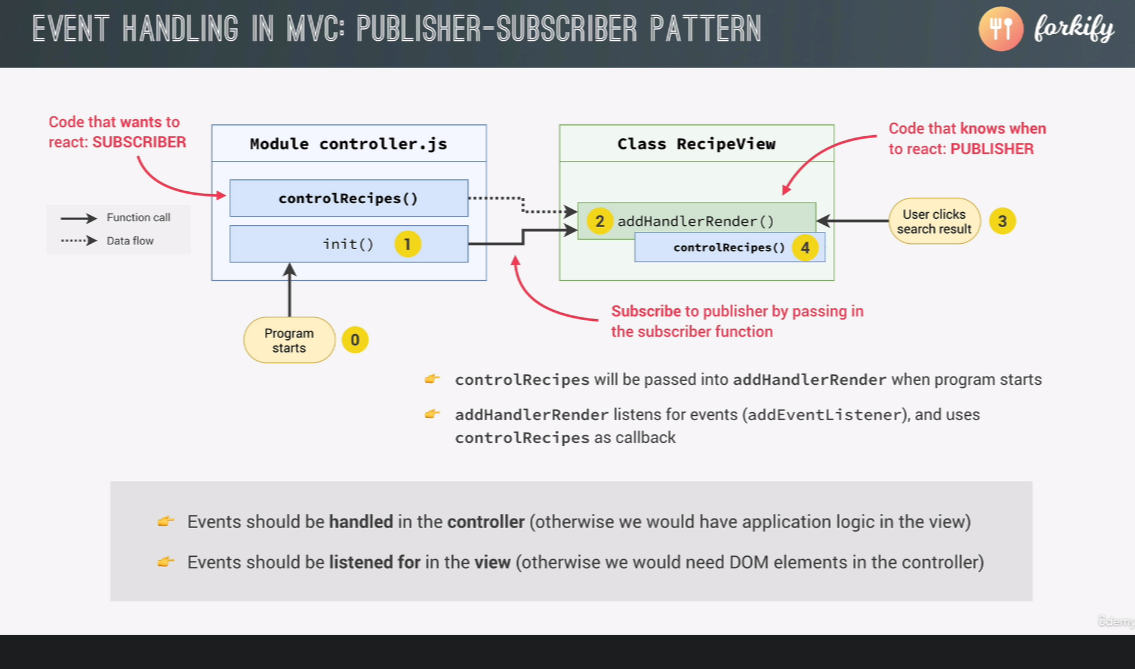 EVENT HANDLING IN MVC: PUBLISHER-SUBSCRIBER PATTERN
forkify
Code that wants to
react: SUBSCRIBER
Module controller.js
Class RecipeView
Code that knows when
to react: PUBLISHER
controlRecipes()
Function call
Data flow
init() 1
2 addHandlerRender()
controlRecipes() 4
User clicks
search result
3
Program
starts
0
Subscribe to publisher by passing in
the subscriber function
👉 controlRecipes will be passed into addHandlerRender when program starts
👉 addHandlerRender listens for events (addEventListener), and uses
controlRecipes as callback
👉 Events should be handled in the controller (otherwise we would have application logic in the view)
👉 Events should be listened for in the view (otherwise we would need DOM elements in the controller)